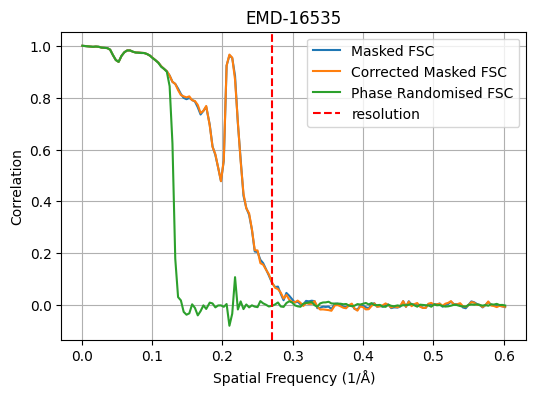 EMD-16535
Masked FSC
Corrected Masked FSC
Phase Randomised FSC
resolution
Correlation
1.0
0.8
0.6
0.4
0.2
0.0
0.0 0.1 0.2 0.3 0.4 0.5 0.6
Spatial Frequency (1/Å)